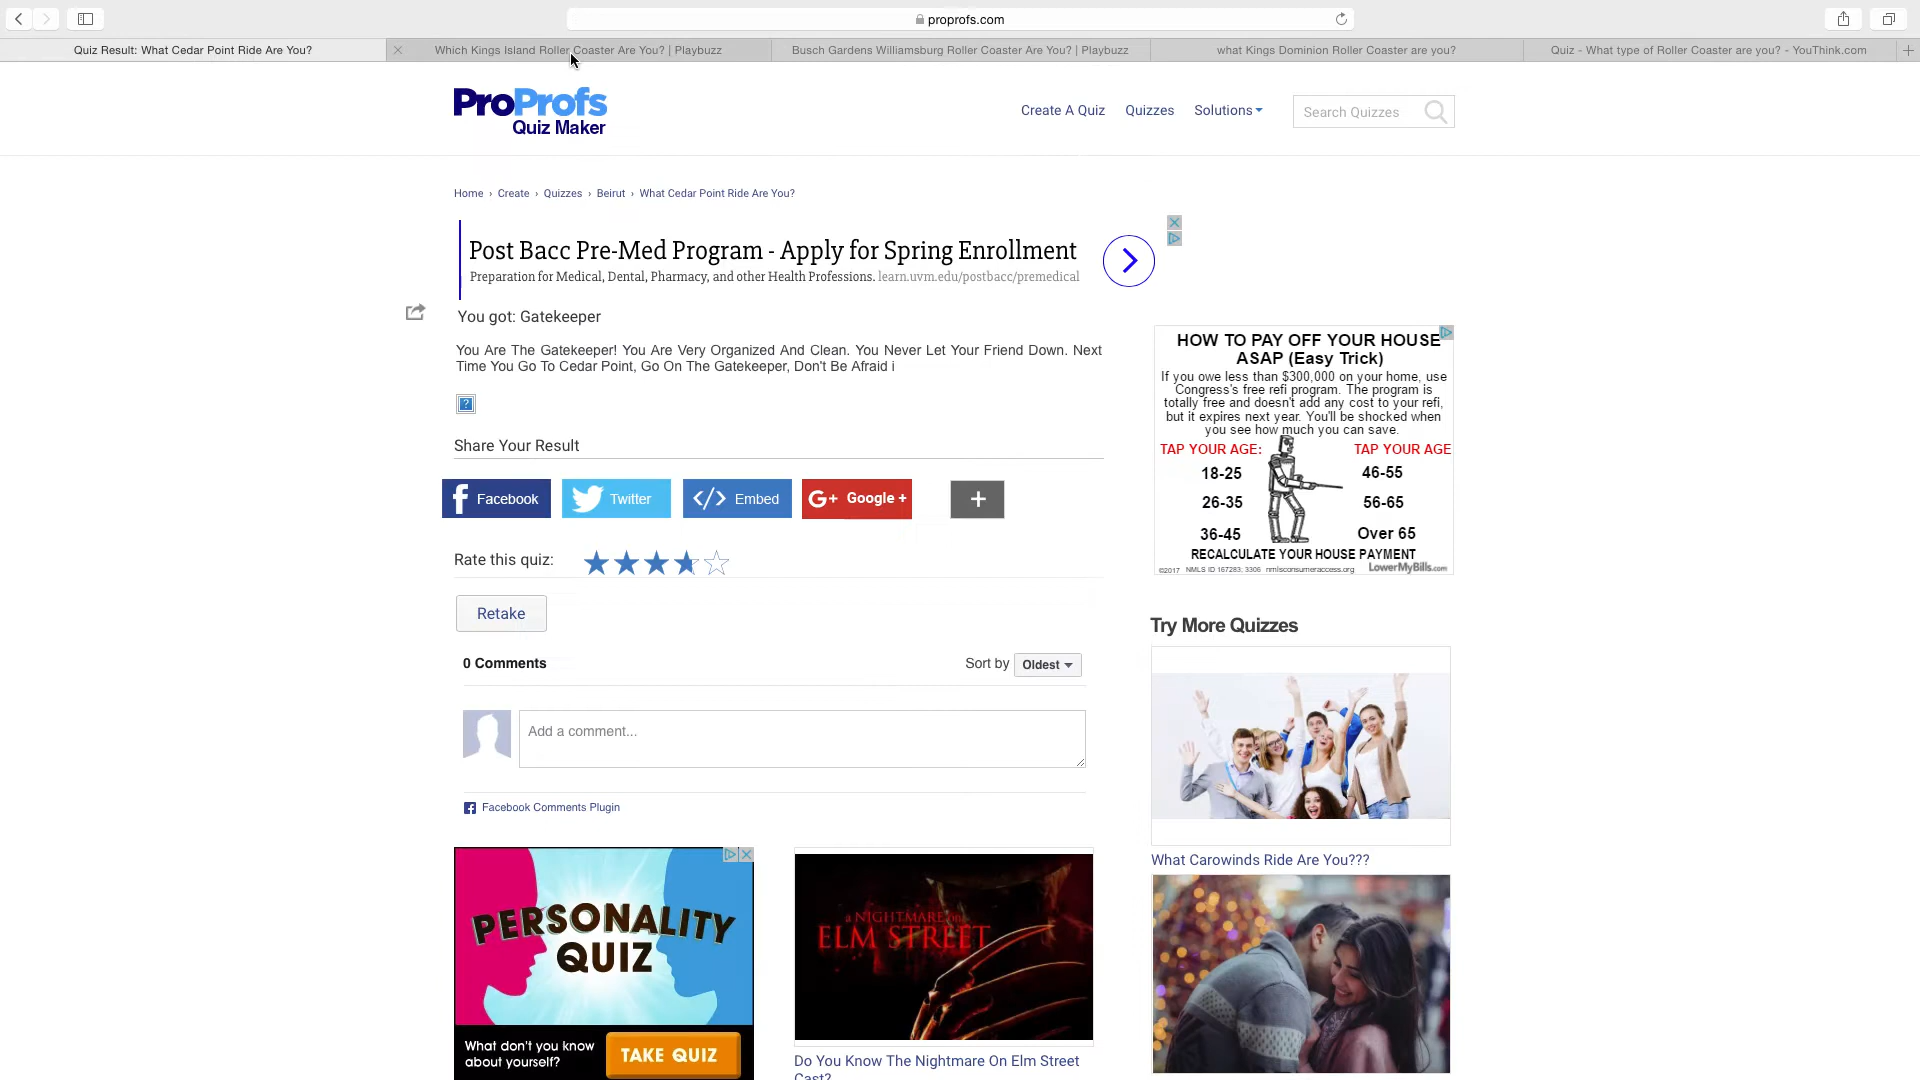 proprofs.com
Quiz Result: What Cedar Point Ride Are You?
Which Kings Island Roller Coaster Are You? | Playbuzz
Busch Gardens Williamsburg Roller Coaster Are You? | Playbuzz
what Kings Dominion Roller Coaster are you?
Quiz - What type of Roller Coaster are you? - YouThink.com
ProProfs
Quiz Maker
Create A Quiz
Quizzes
Solutions
Search Quizzes
Home › Create › Quizzes › Beirut › What Cedar Point Ride Are You?
Post Bacc Pre-Med Program - Apply for Spring Enrollment
Preparation for Medical, Dental, Pharmacy, and other Health Professions. learn.uvm.edu/postbacc/premedical
You got: Gatekeeper
You Are The Gatekeeper! You Are Very Organized And Clean. You Never Let Your Friend Down. Next
Time You Go To Cedar Point, Go On The Gatekeeper, Don't Be Afraid i
?
Share Your Result
Facebook
Twitter
</> Embed
G+ Google +
+
Rate this quiz:
Retake
0 Comments
Sort by Oldest
Add a comment...
Facebook Comments Plugin
PERSONALITY
QUIZ
What don't you know
about yourself?
TAKE QUIZ
a NIGHTMARE on
ELM STREET
Do You Know The Nightmare On Elm Street
Cast?
HOW TO PAY OFF YOUR HOUSE
ASAP (Easy Trick)
If you owe less than $300,000 on your home, use
Congress's free refi program. The program is
totally free and doesn't add any cost to your refi,
but it expires next year. You'll be shocked when
you see how much you can save.
TAP YOUR AGE: TAP YOUR AGE
18-25 46-55
26-35 56-65
36-45 Over 65
RECALCULATE YOUR HOUSE PAYMENT
©2017 NMLS ID 167283; 3306 nmlsconsumeraccess.org LowerMyBills.com
Try More Quizzes
What Carowinds Ride Are You???